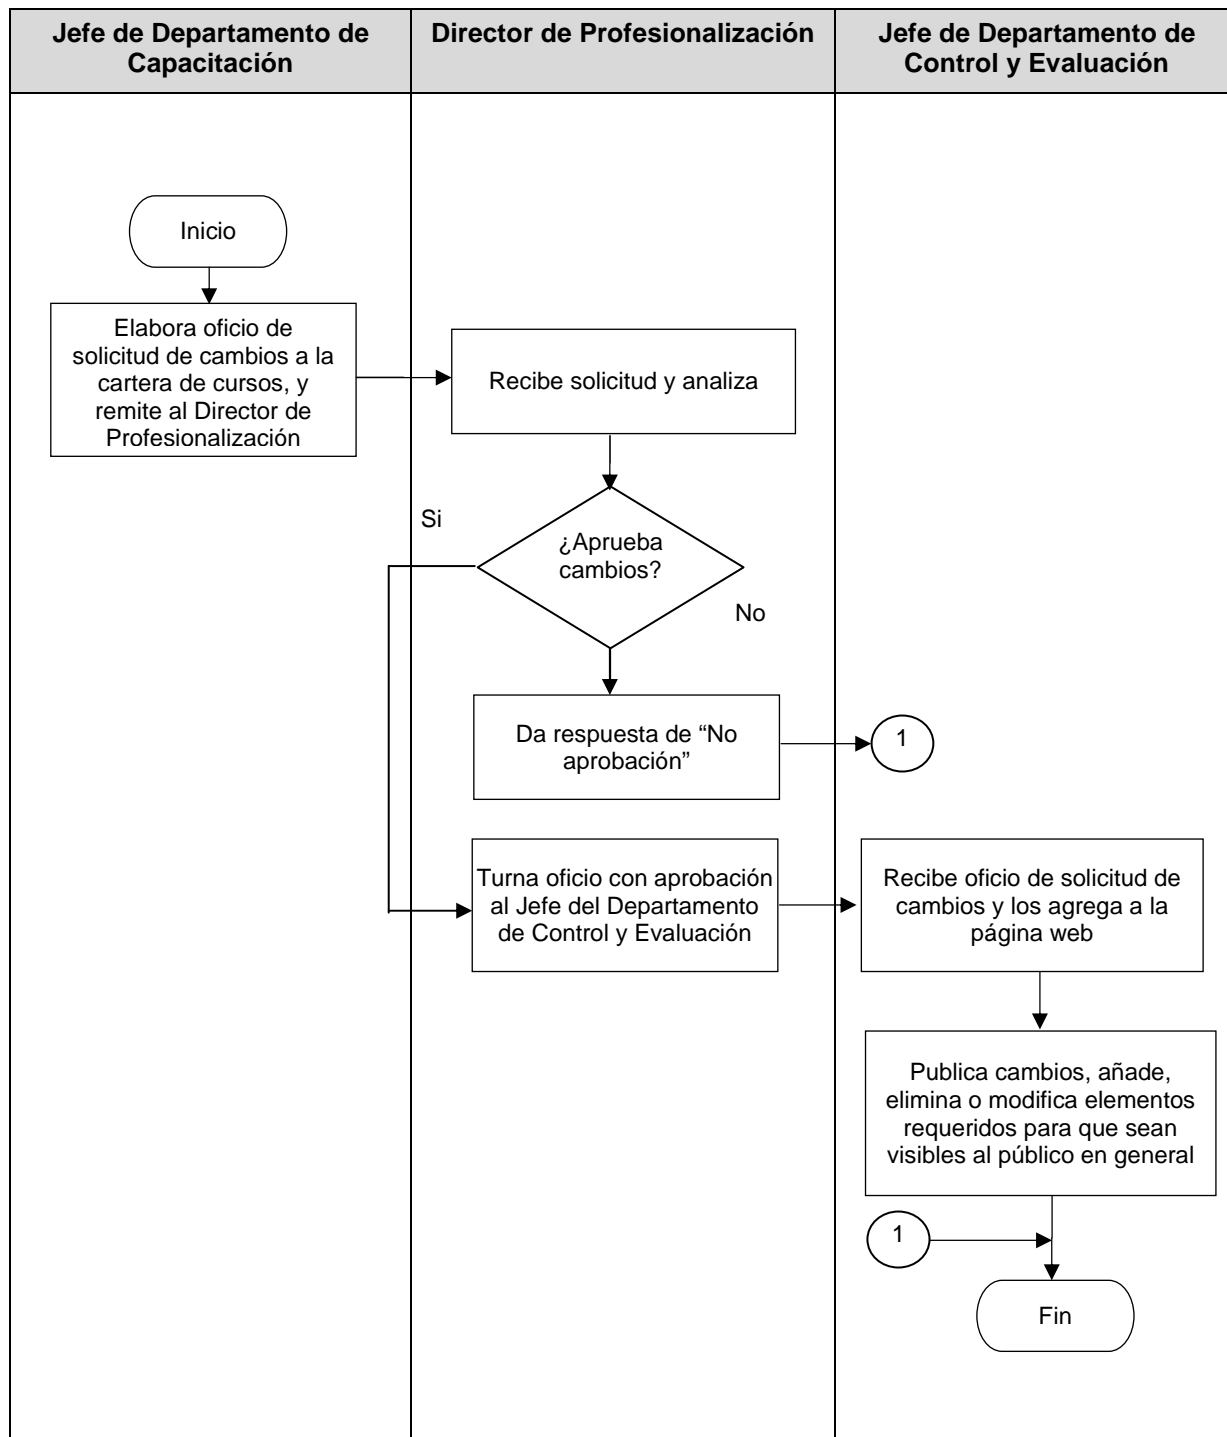 Jefe de Departamento de
Capacitación
Director de Profesionalización
Jefe de Departamento de
Control y Evaluación
Inicio
Elabora oficio de
solicitud de cambios a la
cartera de cursos, y
remite al Director de
Profesionalización
Recibe solicitud y analiza
Si
¿Aprueba
cambios?
No
Da respuesta de “No
aprobación”
1
Turna oficio con aprobación
al Jefe del Departamento
de Control y Evaluación
Recibe oficio de solicitud de
cambios y los agrega a la
página web
Publica cambios, añade,
elimina o modifica elementos
requeridos para que sean
visibles al público en general
1
Fin